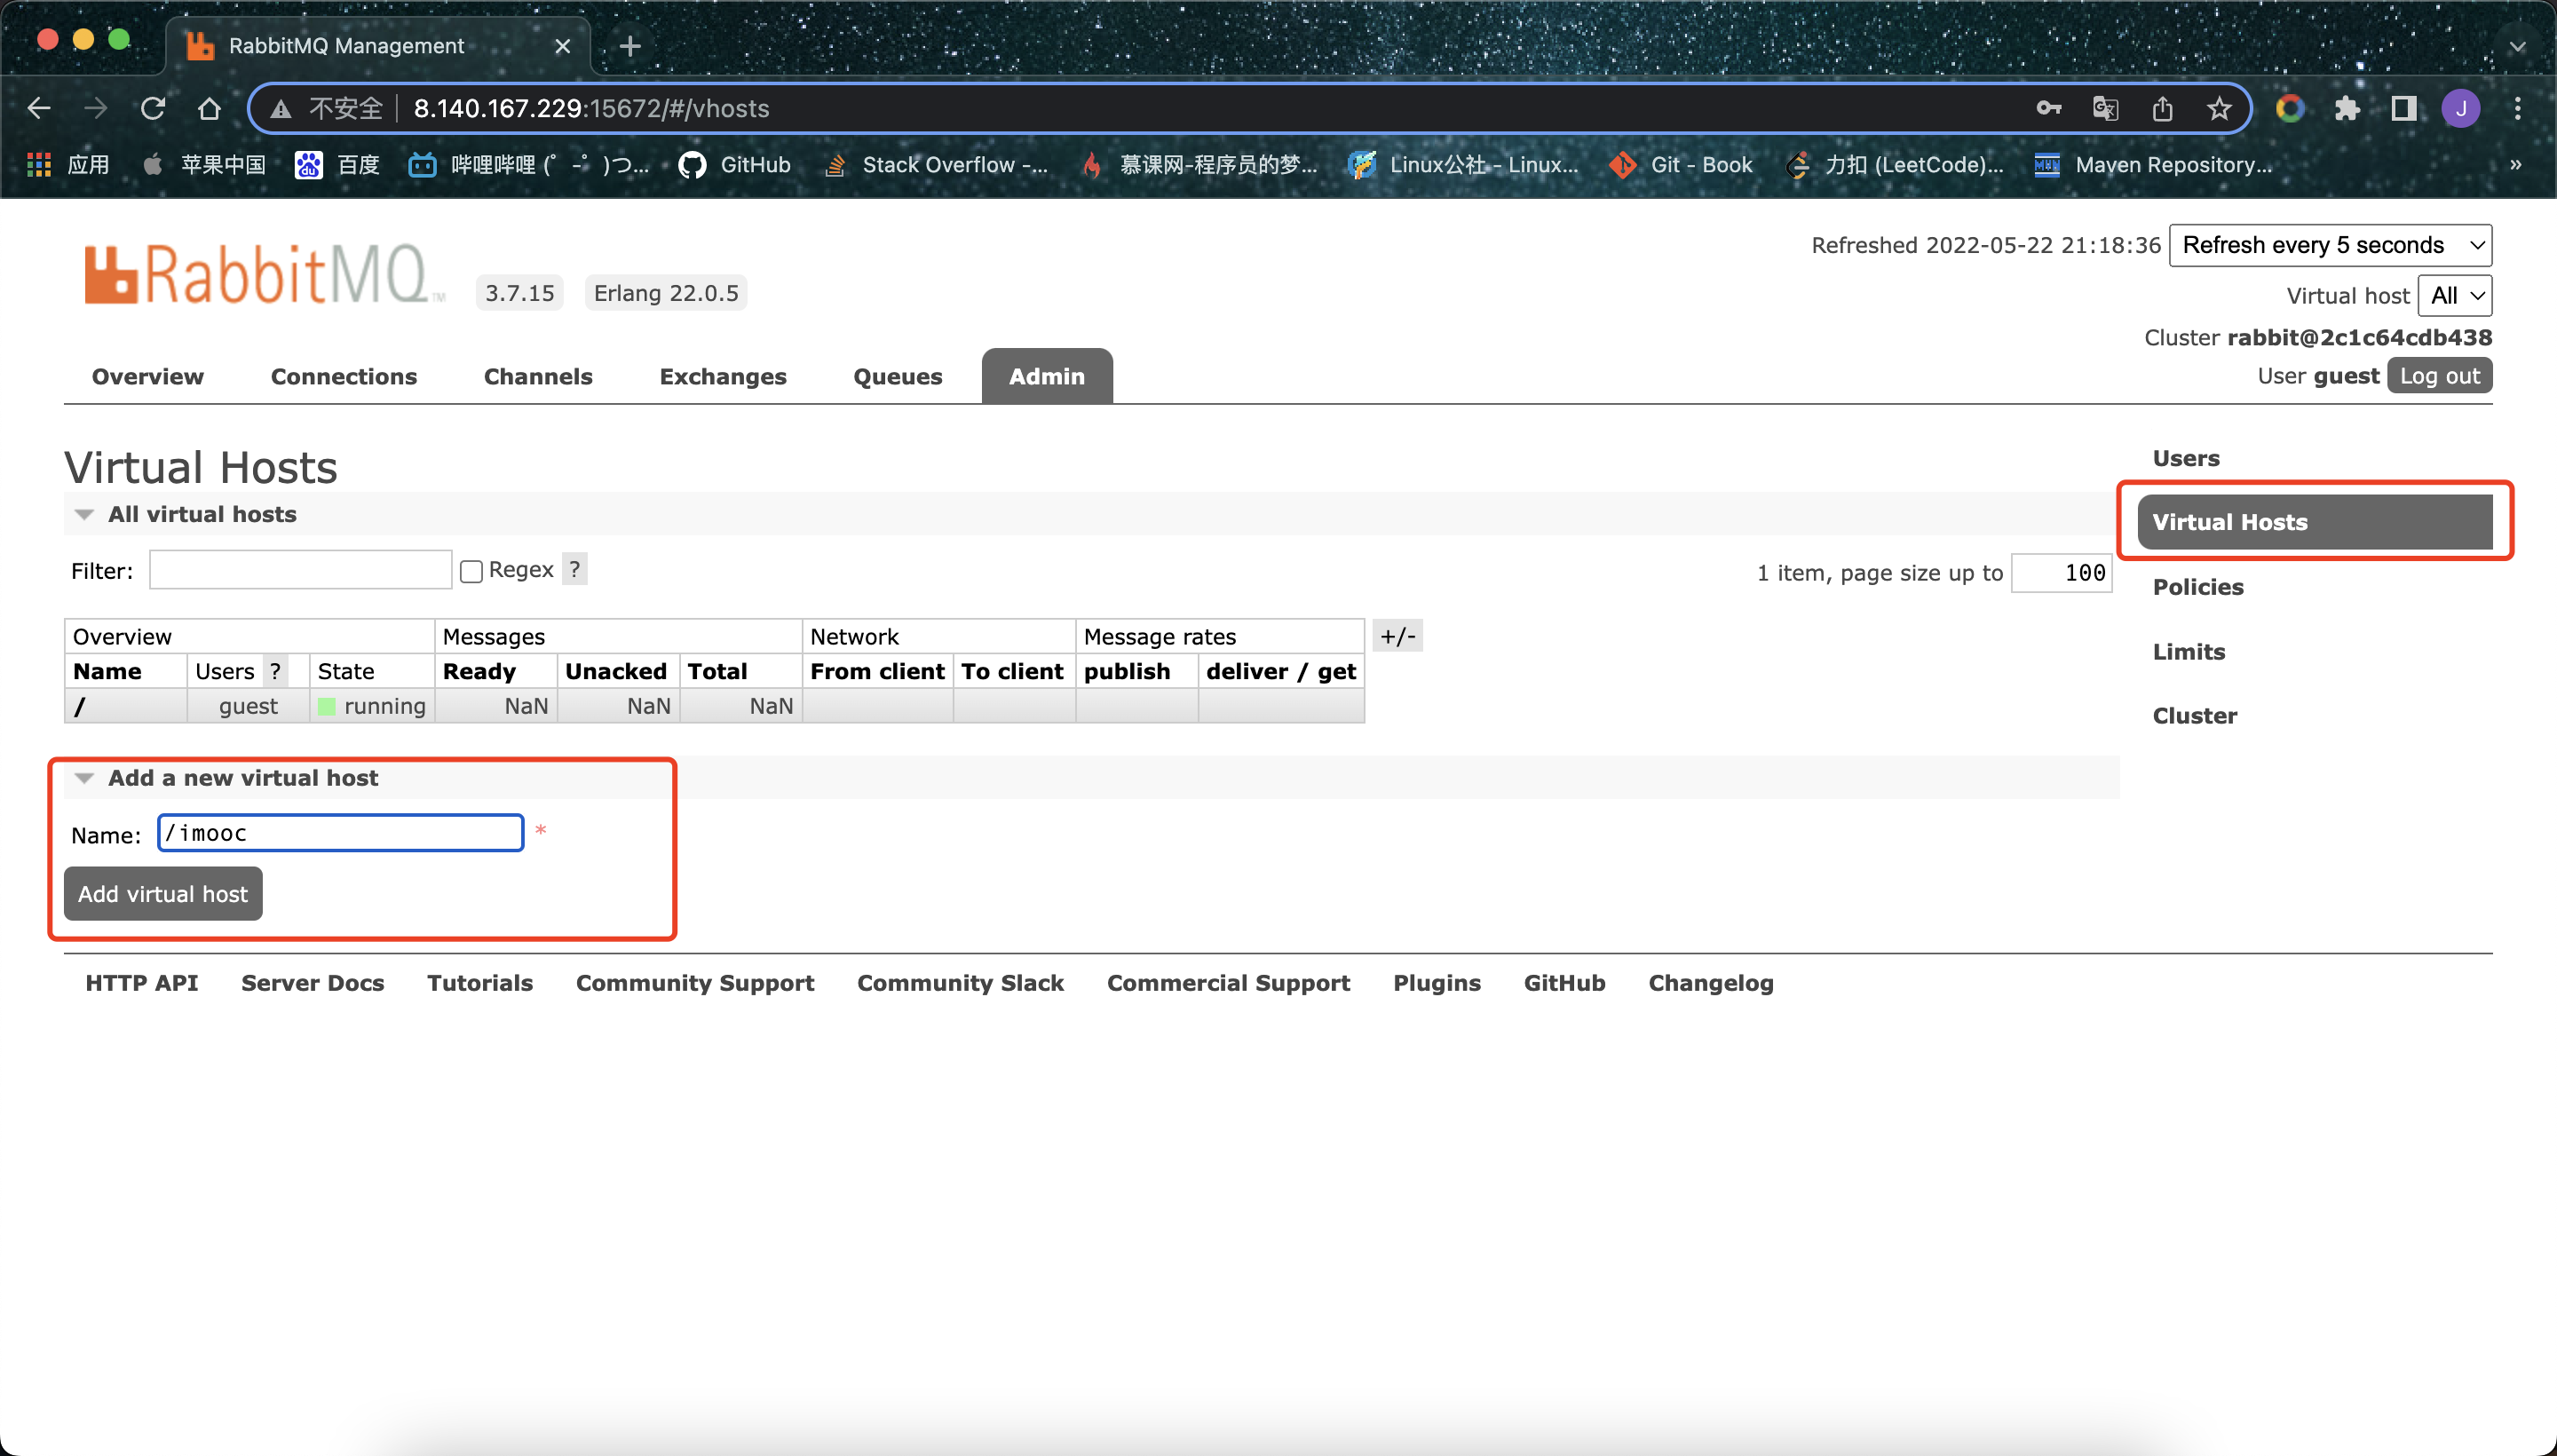 RabbitMQ Management
不安全 8.140.167.229:15672/#/vhosts
J
应用 苹果中国 百度 哔哩哔哩 (゜-゜)つ... GitHub Stack Overflow -... 慕课网-程序员的梦... Linux公社 - Linux... Git - Book 力扣 (LeetCode)... Maven Repository... »
RabbitMQ TM 3.7.15 Erlang 22.0.5
Refreshed 2022-05-22 21:18:36 Refresh every 5 seconds
Virtual host All
Cluster rabbit@2c1c64cdb438
User guest Log out
Overview Connections Channels Exchanges Queues Admin
Virtual Hosts
All virtual hosts
Filter: Regex ? 1 item, page size up to 100
Overview Messages Network Message rates +/-
Name Users ? State Ready Unacked Total From client To client publish deliver / get
/ guest running NaN NaN NaN
Add a new virtual host
Name: /imooc *
Add virtual host
Users
Virtual Hosts
Policies
Limits
Cluster
HTTP API Server Docs Tutorials Community Support Community Slack Commercial Support Plugins GitHub Changelog